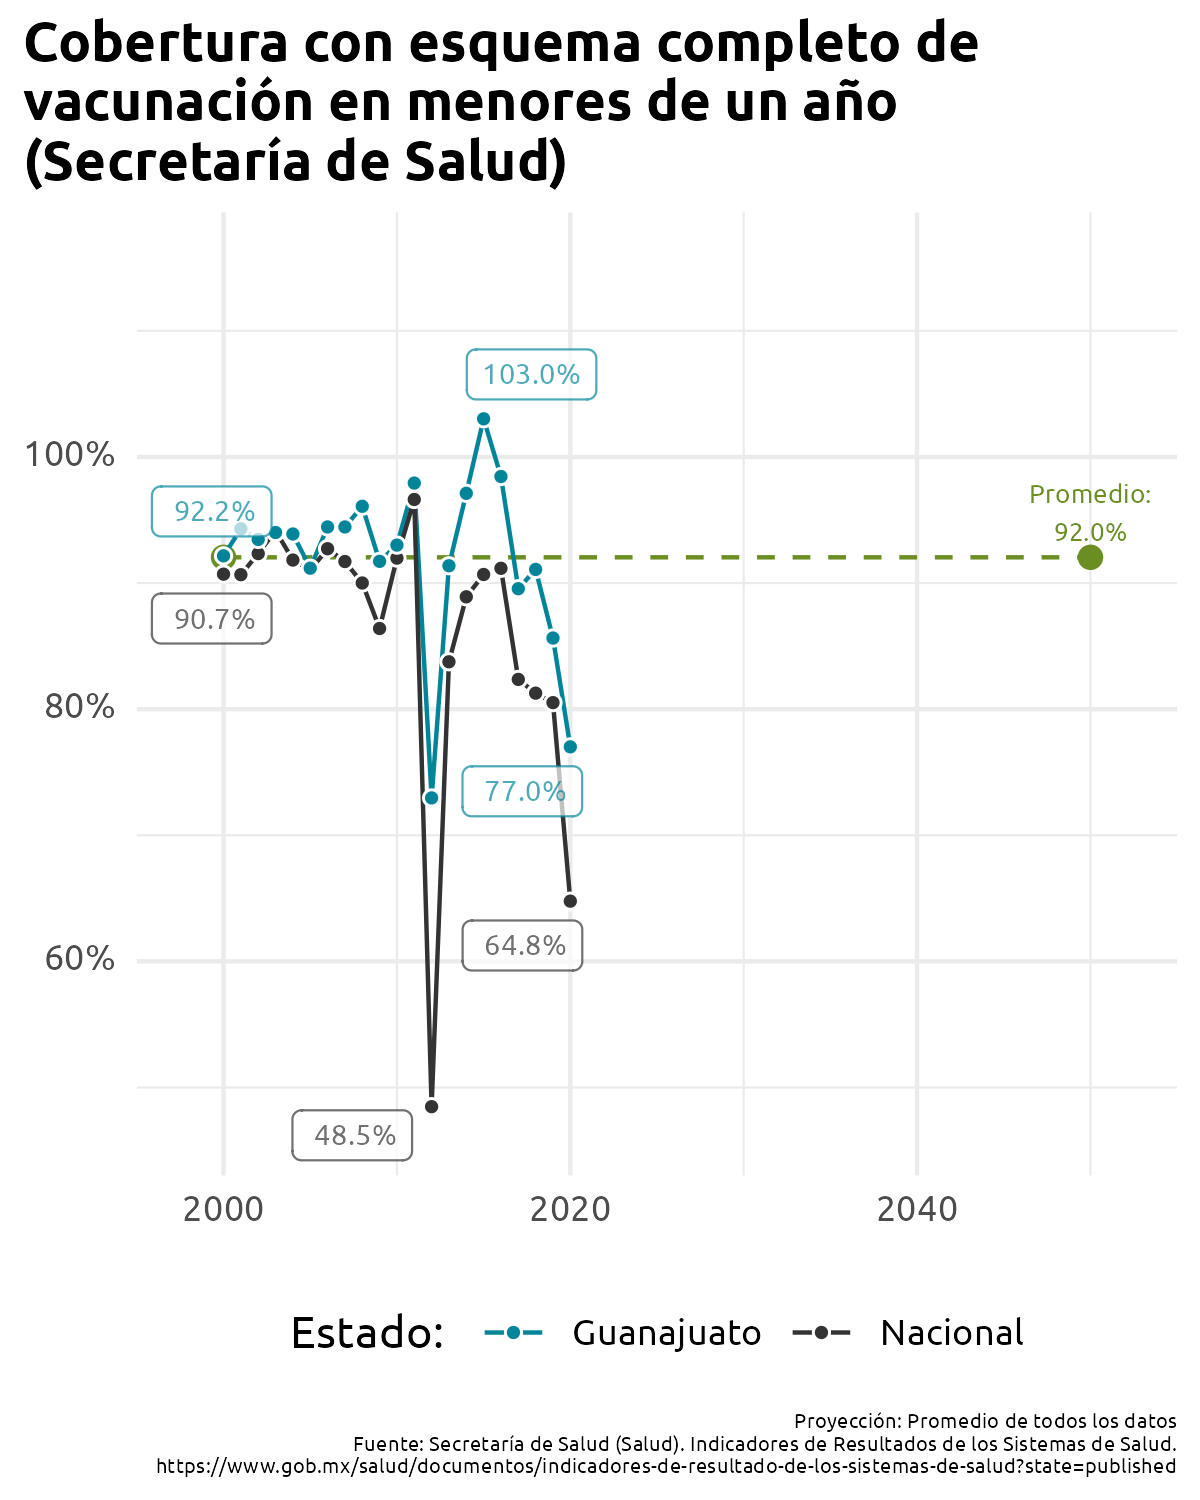 Cobertura con esquema completo de
vacunación en menores de un año
(Secretaría de Salud)
103.0%
100%
Promedio:
92.0%
92.2%
90.7%
80%
77.0%
64.8%
60%
48.5%
2000
2020
2040
Estado:
Guanajuato
Nacional
Proyección: Promedio de todos los datos
Fuente: Secretaría de Salud (Salud). Indicadores de Resultados de los Sistemas de Salud.
https://www.gob.mx/salud/documentos/indicadores-de-resultado-de-los-sistemas-de-salud?state=published